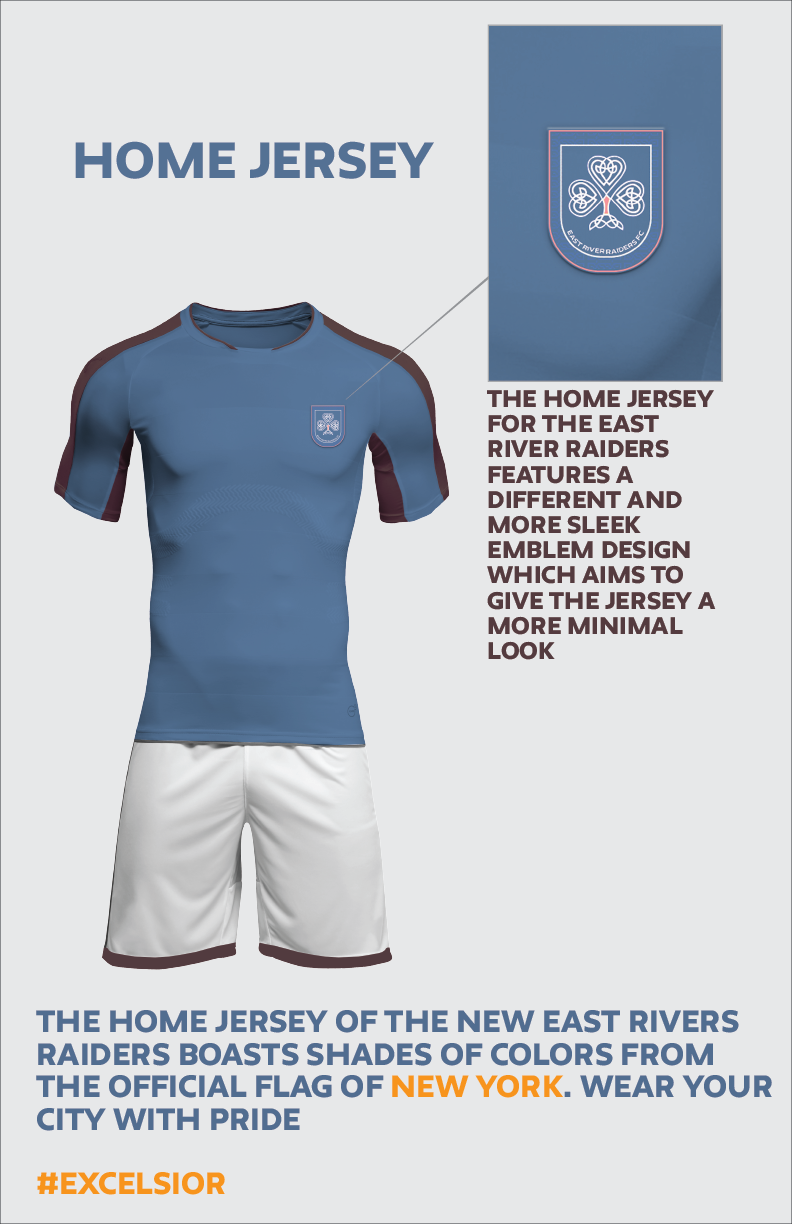 HOME JERSEY
EAST RIVER RAIDERS FC
THE HOME JERSEY
FOR THE EAST
RIVER RAIDERS
FEATURES A
DIFFERENT AND
MORE SLEEK
EMBLEM DESIGN
WHICH AIMS TO
GIVE THE JERSEY A
MORE MINIMAL
LOOK
THE HOME JERSEY OF THE NEW EAST RIVERS
RAIDERS BOASTS SHADES OF COLORS FROM
THE OFFICIAL FLAG OF NEW YORK. WEAR YOUR
CITY WITH PRIDE
#EXCELSIOR